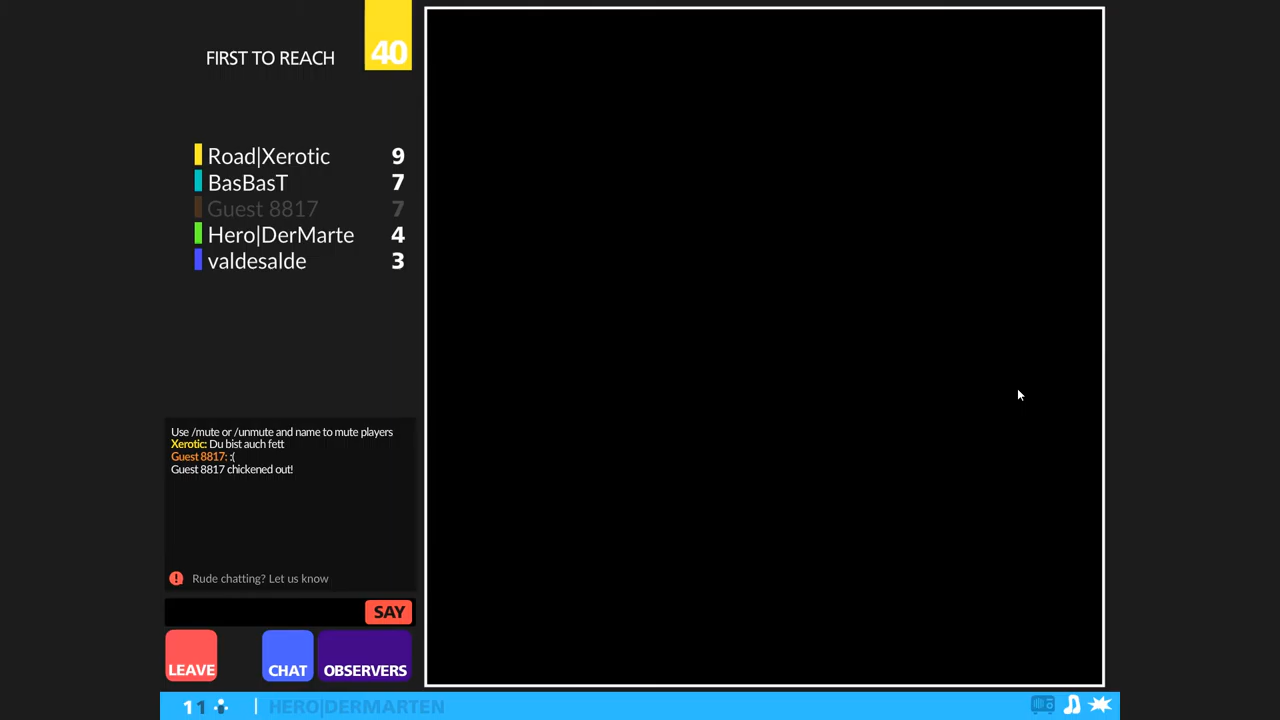 FIRST TO REACH 40
Road|Xerotic 9
BasBasT 7
Guest 8817 7
Hero|DerMarte 4
valdesalde 3
Use /mute or /unmute and name to mute players
Xerotic: Du bist auch fett
Guest 8817: :(
Guest 8817 chickened out!
! Rude chatting? Let us know
SAY
LEAVE CHAT OBSERVERS
11 | HERO|DERMARTEN